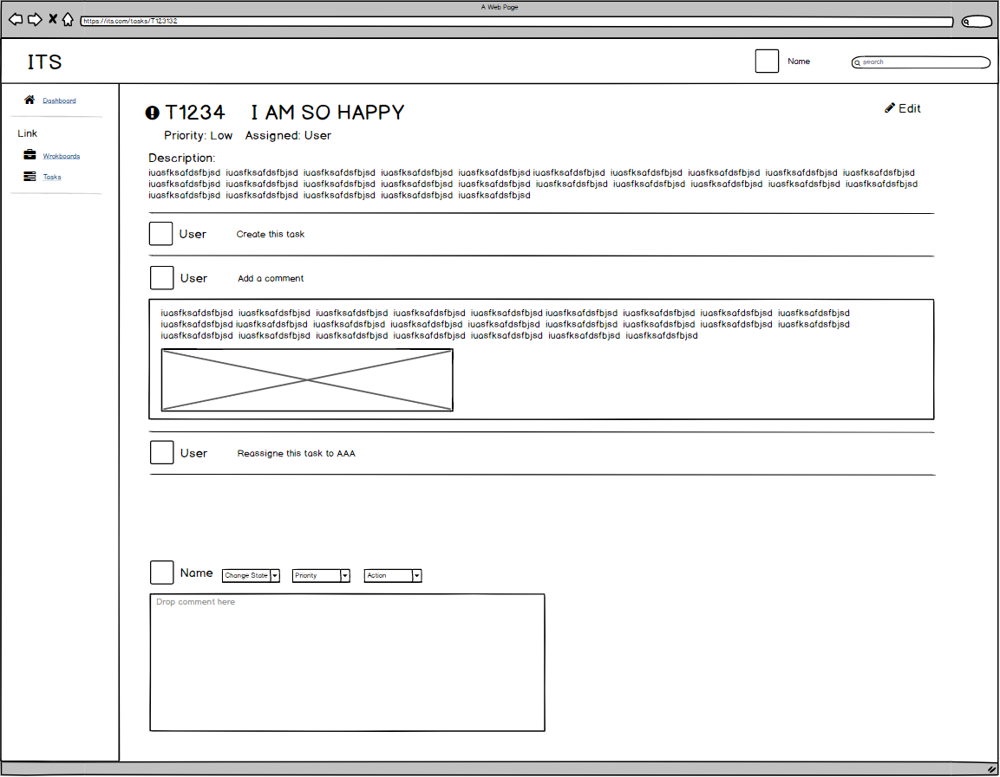 A Web Page
https://its.com/tasks/T123132
ITS
Name
search
Dashboard
Link
Wrokboards
Tasks
T1234 I AM SO HAPPY
Edit
Priority: Low Assigned: User
Description:
iuasfksafdsfbjsd iuasfksafdsfbjsd iuasfksafdsfbjsd iuasfksafdsfbjsd iuasfksafdsfbjsd iuasfksafdsfbjsd iuasfksafdsfbjsd iuasfksafdsfbjsd iuasfksafdsfbjsd iuasfksafdsfbjsd
iuasfksafdsfbjsd iuasfksafdsfbjsd iuasfksafdsfbjsd iuasfksafdsfbjsd iuasfksafdsfbjsd iuasfksafdsfbjsd iuasfksafdsfbjsd iuasfksafdsfbjsd iuasfksafdsfbjsd iuasfksafdsfbjsd
iuasfksafdsfbjsd iuasfksafdsfbjsd iuasfksafdsfbjsd iuasfksafdsfbjsd iuasfksafdsfbjsd
User Create this task
User Add a comment
iuasfksafdsfbjsd iuasfksafdsfbjsd iuasfksafdsfbjsd iuasfksafdsfbjsd iuasfksafdsfbjsd iuasfksafdsfbjsd iuasfksafdsfbjsd iuasfksafdsfbjsd iuasfksafdsfbjsd
iuasfksafdsfbjsd iuasfksafdsfbjsd iuasfksafdsfbjsd iuasfksafdsfbjsd iuasfksafdsfbjsd iuasfksafdsfbjsd iuasfksafdsfbjsd iuasfksafdsfbjsd iuasfksafdsfbjsd
iuasfksafdsfbjsd iuasfksafdsfbjsd iuasfksafdsfbjsd iuasfksafdsfbjsd iuasfksafdsfbjsd iuasfksafdsfbjsd iuasfksafdsfbjsd
User Reassigne this task to AAA
Name Change State Priority Action
Drop comment here